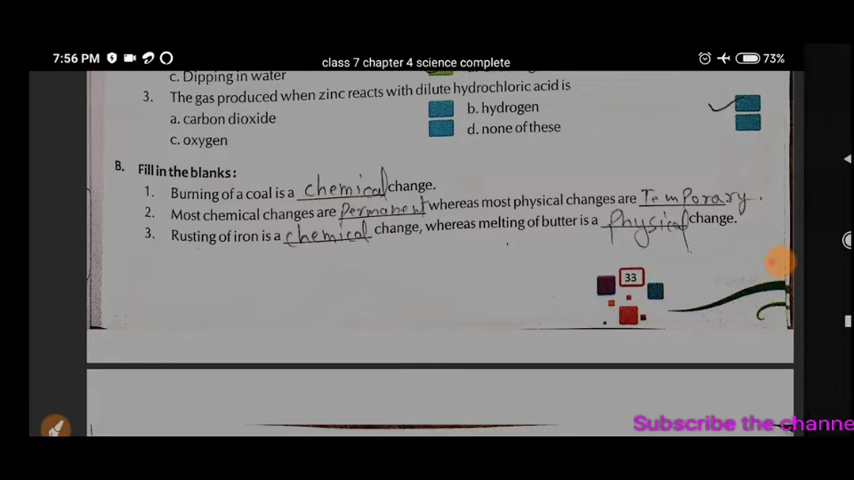 7:56 PM class 7 chapter 4 science complete 73%
c. Dipping in water
3. The gas produced when zinc reacts with dilute hydrochloric acid is
a. carbon dioxide b. hydrogen
c. oxygen d. none of these
B. Fill in the blanks:
1. Burning of a coal is a chemical change.
2. Most chemical changes are permanent whereas most physical changes are Temporary.
3. Rusting of iron is a chemical change, whereas melting of butter is a physical change.
33
Subscribe the channe